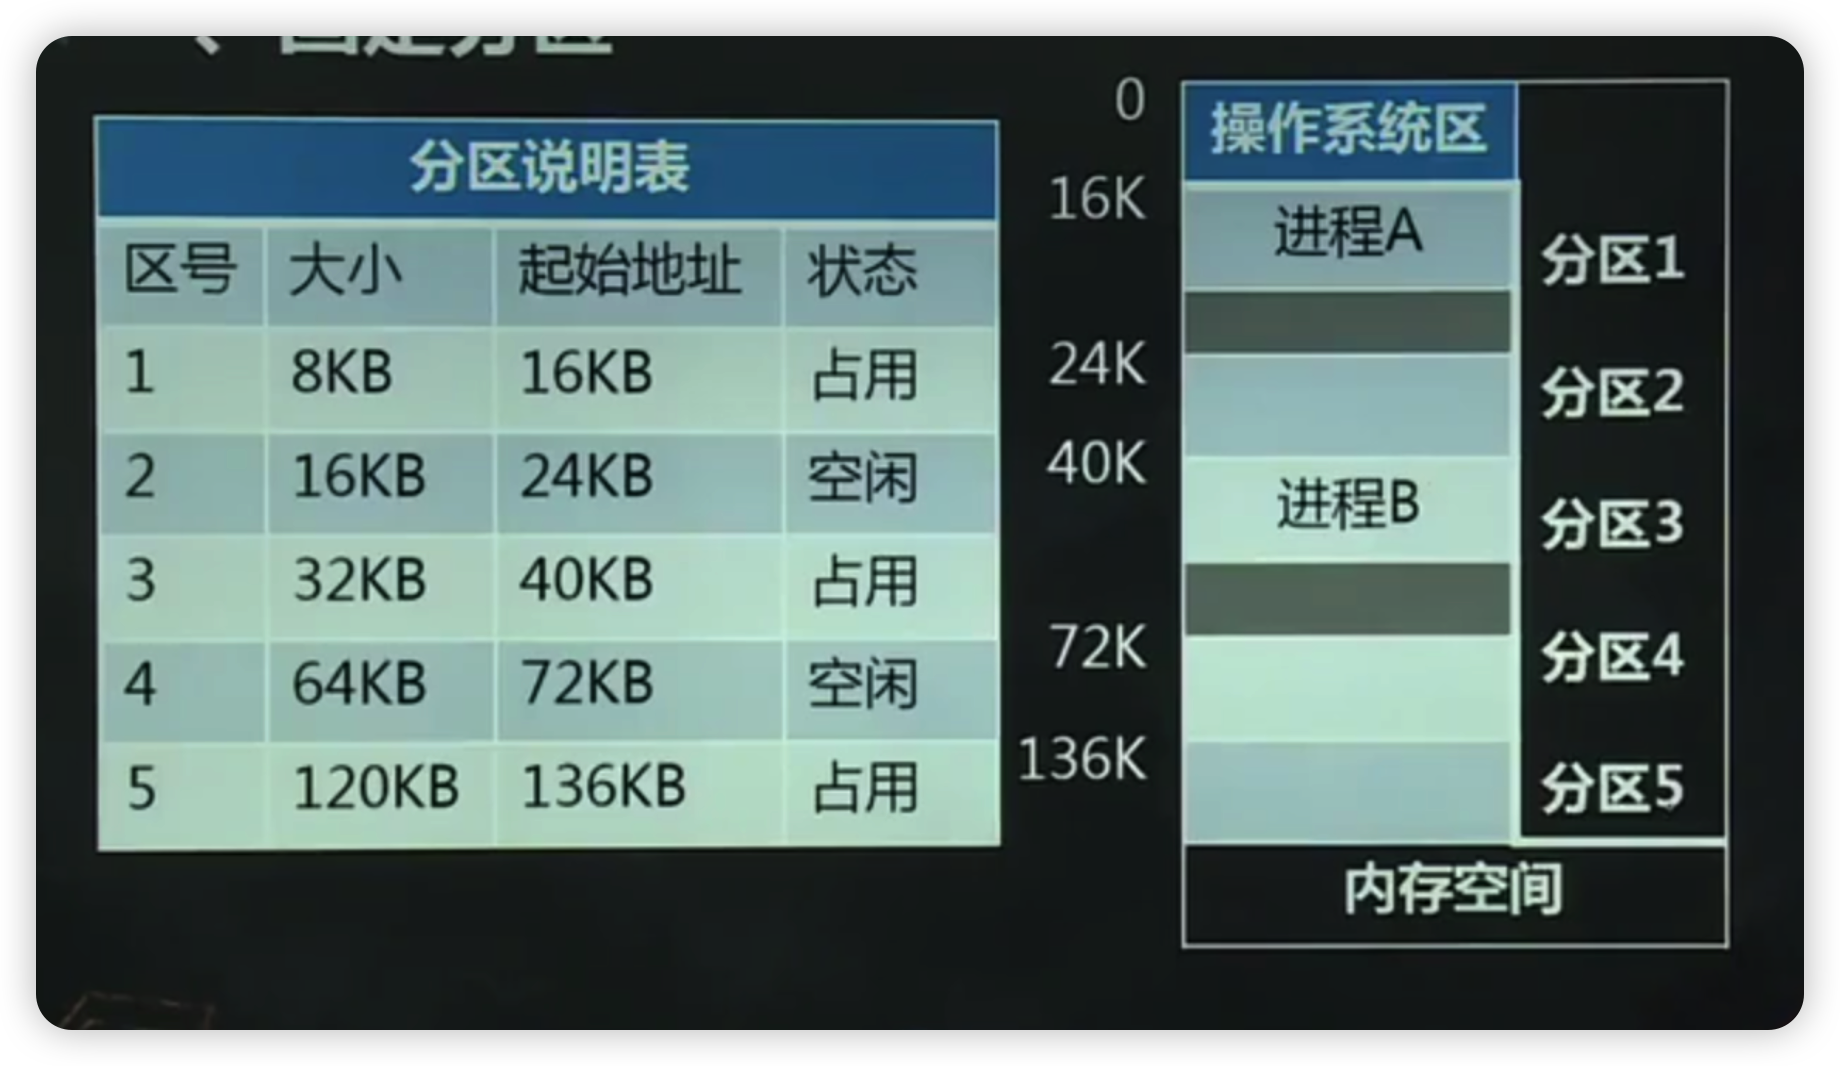 、固定分区
分区说明表
区号 大小 起始地址 状态
1 8KB 16KB 占用
2 16KB 24KB 空闲
3 32KB 40KB 占用
4 64KB 72KB 空闲
5 120KB 136KB 占用
0
16K
24K
40K
72K
136K
操作系统区
进程A
进程B
分区1
分区2
分区3
分区4
分区5
内存空间